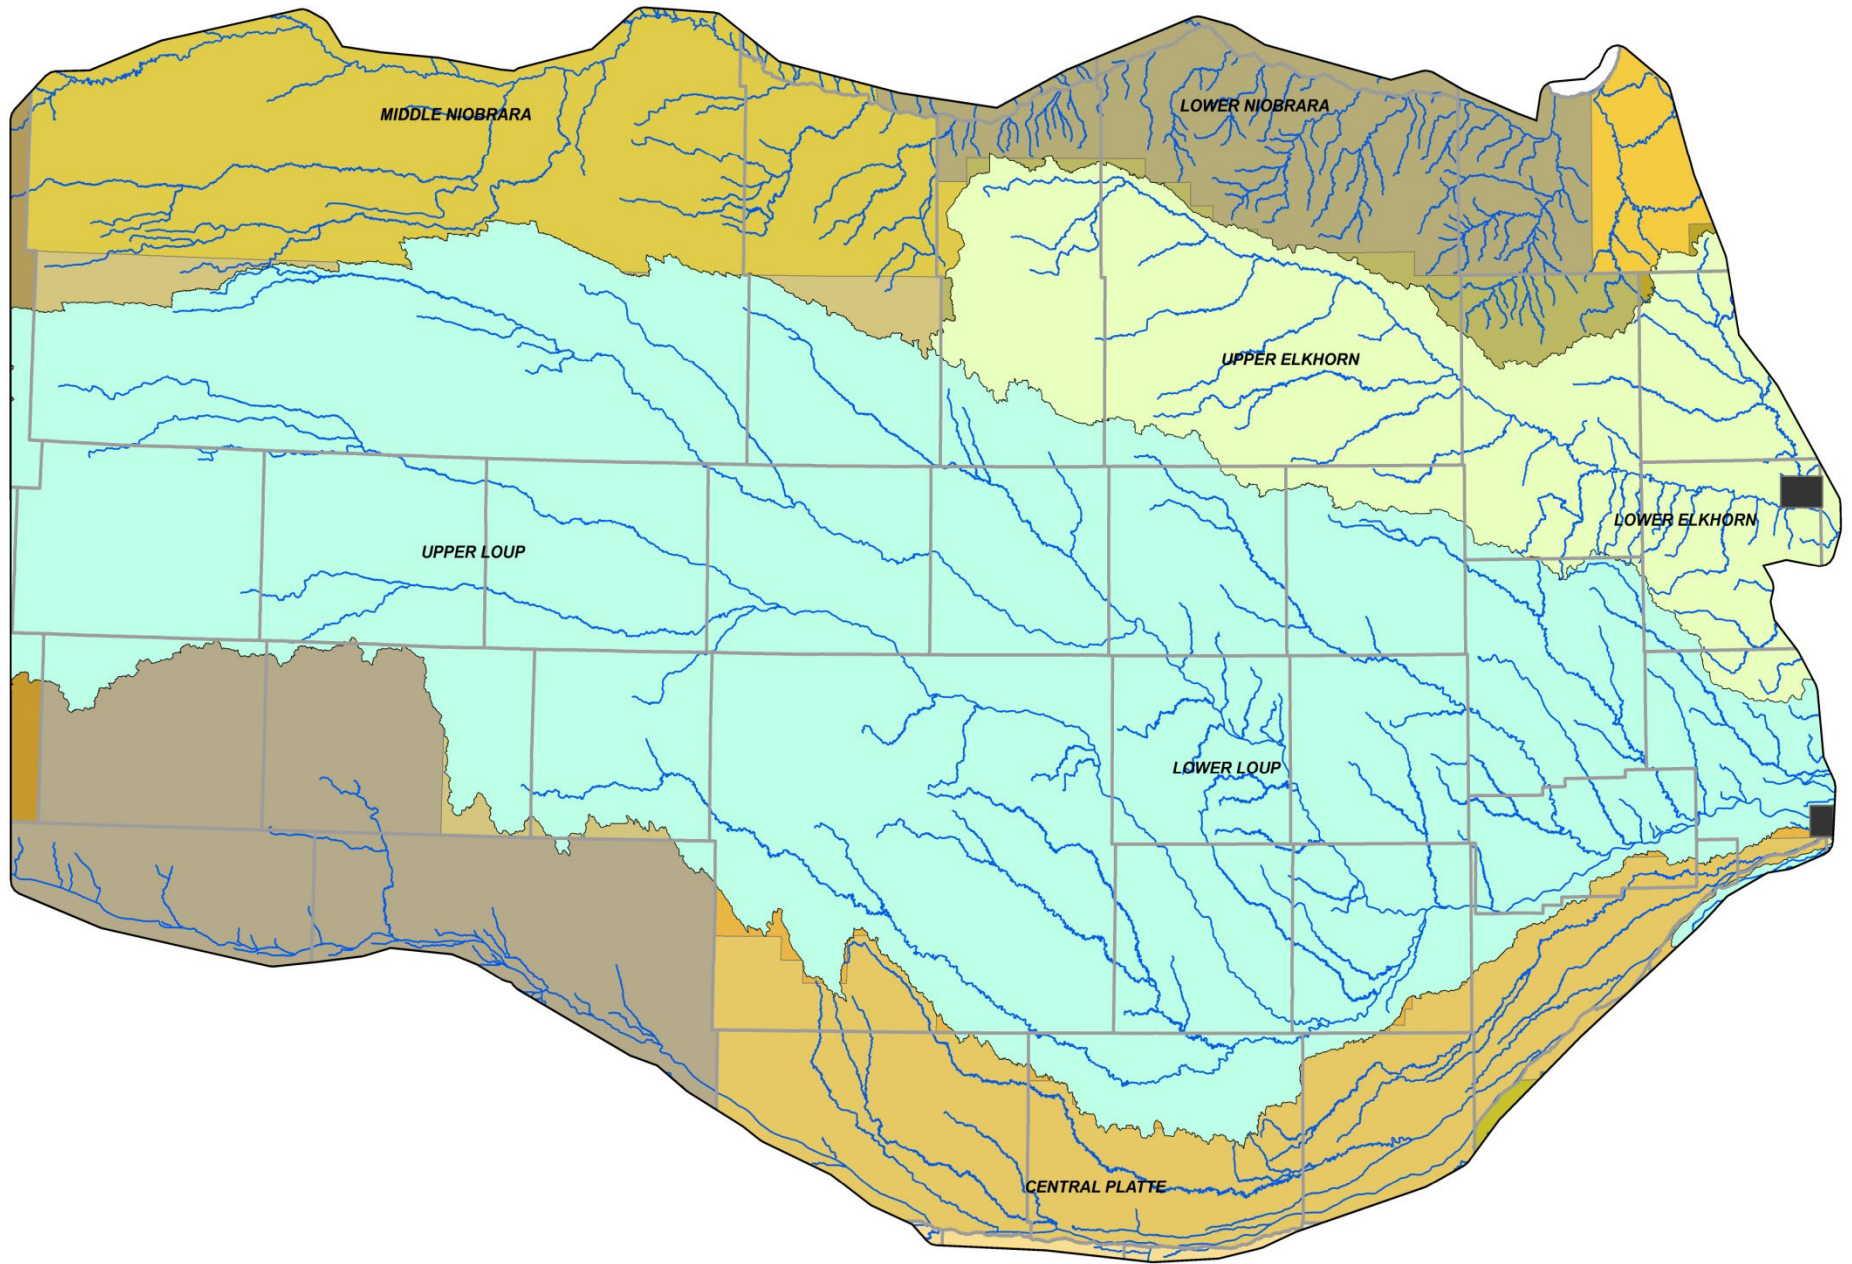 LOWER NIOBRARA
MIDDLE NIOBRARA
UPPER ELKHORN
LOWER ELKHORN
UPPER LOUP
LOWER LOUP
CENTRAL PLATTE